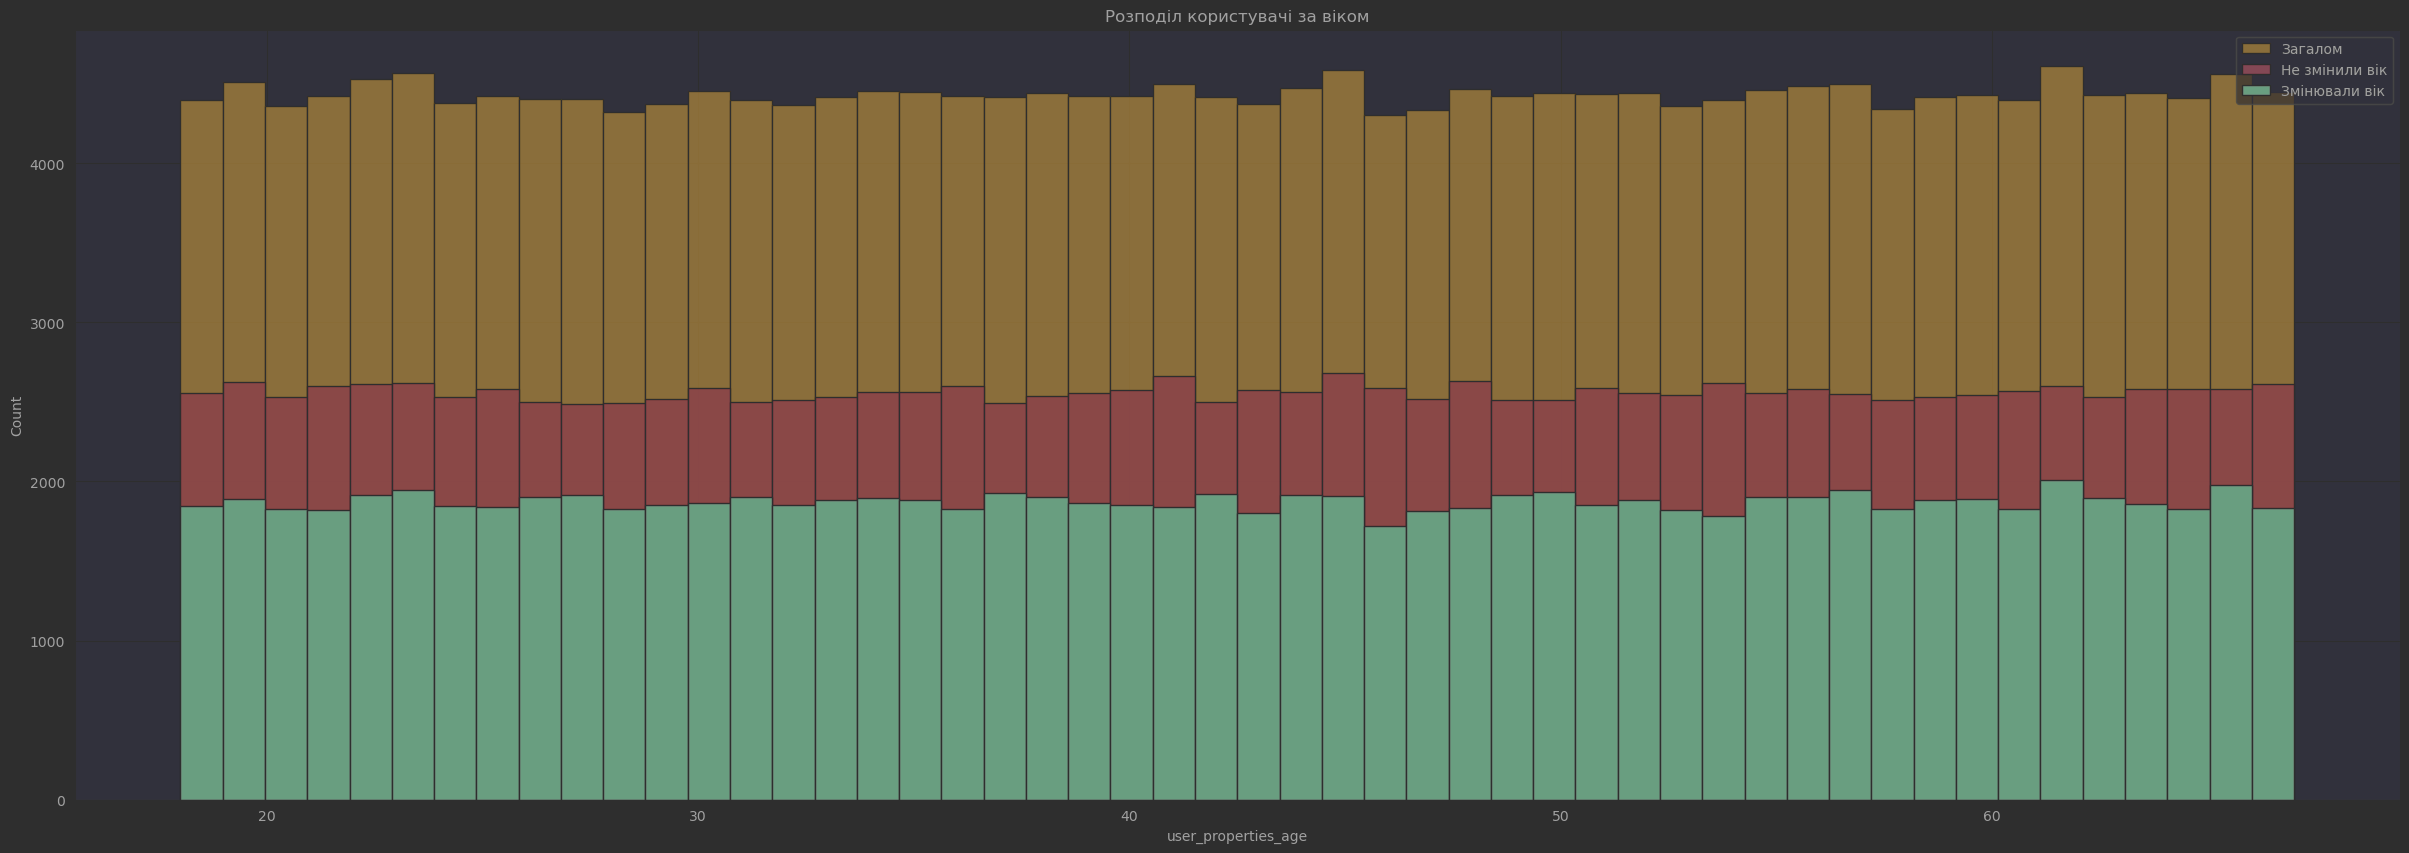 Розподіл користувачі за віком
Загалом
Не змінили вік
Змінювали вік
Count
4000
3000
2000
1000
0
20
30
40
50
60
user_properties_age